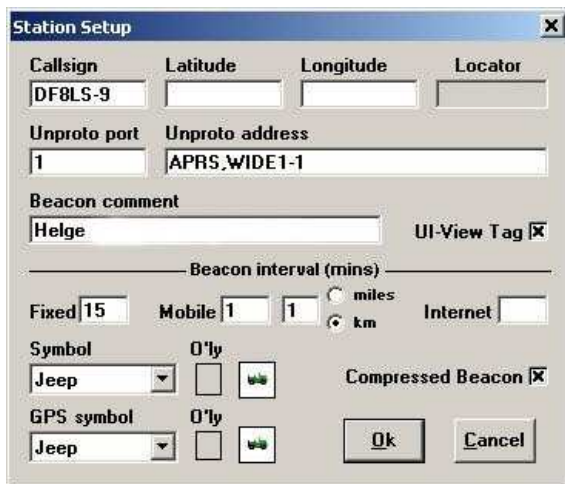 Station Setup
Callsign Latitude Longitude Locator
DF8LS-9
Unproto port Unproto address
1 APRS,WIDE1-1
Beacon comment
Helge UI-View Tag
Beacon interval (mins)
Fixed 15 Mobile 1 1 miles km Internet
Symbol O'ly
Jeep Compressed Beacon
GPS symbol O'ly
Jeep Ok Cancel